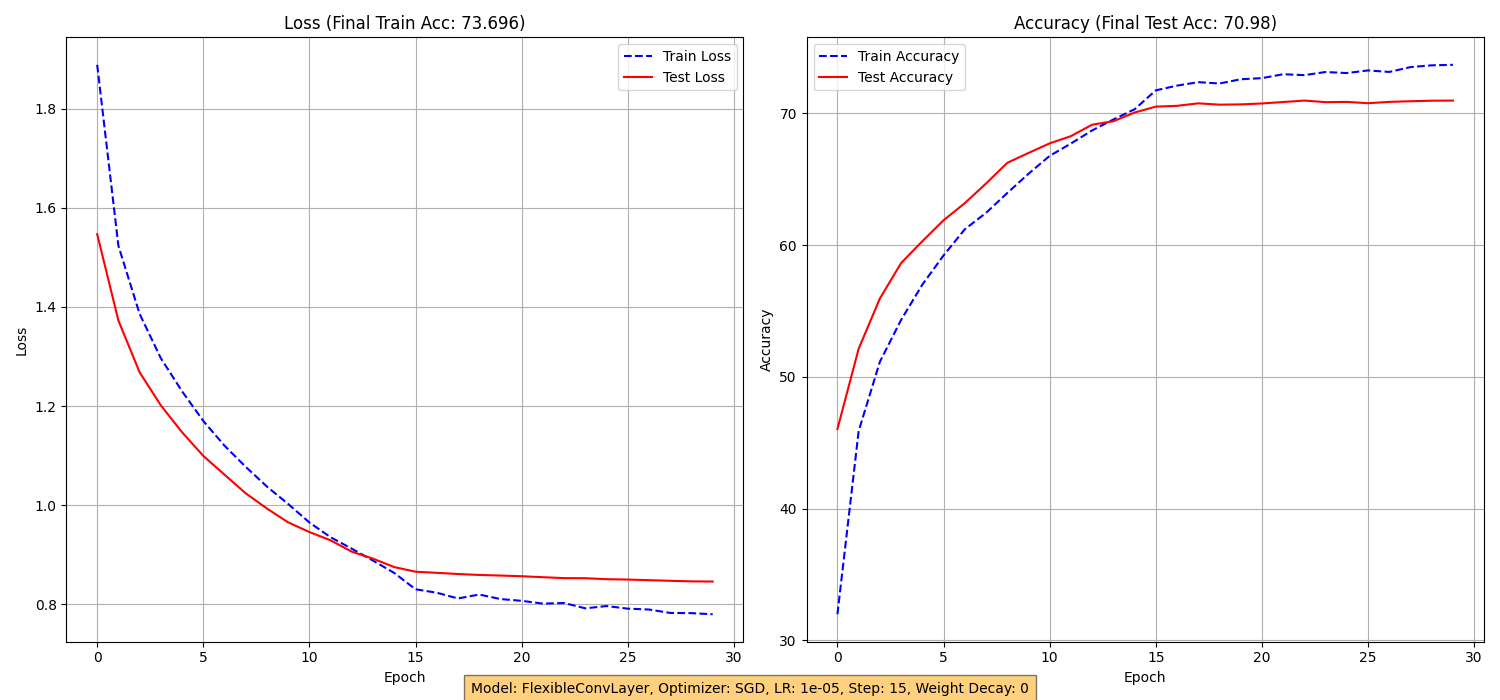 Loss (Final Train Acc: 73.696)
Train Loss
Test Loss
1.8
1.6
1.4
1.2
1.0
0.8
Loss
0 5 10 15 20 25 30
Epoch
Accuracy (Final Test Acc: 70.98)
Train Accuracy
Test Accuracy
70
60
50
40
30
Accuracy
0 5 10 15 20 25 30
Epoch
Model: FlexibleConvLayer, Optimizer: SGD, LR: 1e-05, Step: 15, Weight Decay: 0